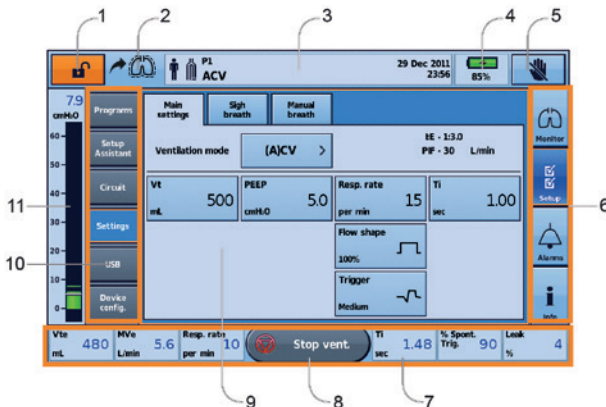 1
2
3
4
5
P1
ACV
29 Dec 2011
23:56
85%
7.9
cmH₂O
60
50
40
30
20
10
0
11
10
Programs
Setup
Assistant
Circuit
Settings
USB
Device
config.
Main
settings
Sigh
breath
Manual
breath
Ventilation mode
(A)CV >
I:E - 1:3.0
PIF - 30 L/min
Vt
500
mL
PEEP
5.0
cmH₂O
Resp. rate
15
per min
Ti
1.00
sec
Flow shape
100%
Trigger
Medium
Monitor
Setup
Alarms
Info
6
Vte
480
mL
MVe
5.6
L/min
Resp. rate
10
per min
Stop vent.
Ti
1.48
sec
% Spont.
Trig.
90
Leak
4
%
9
8
7